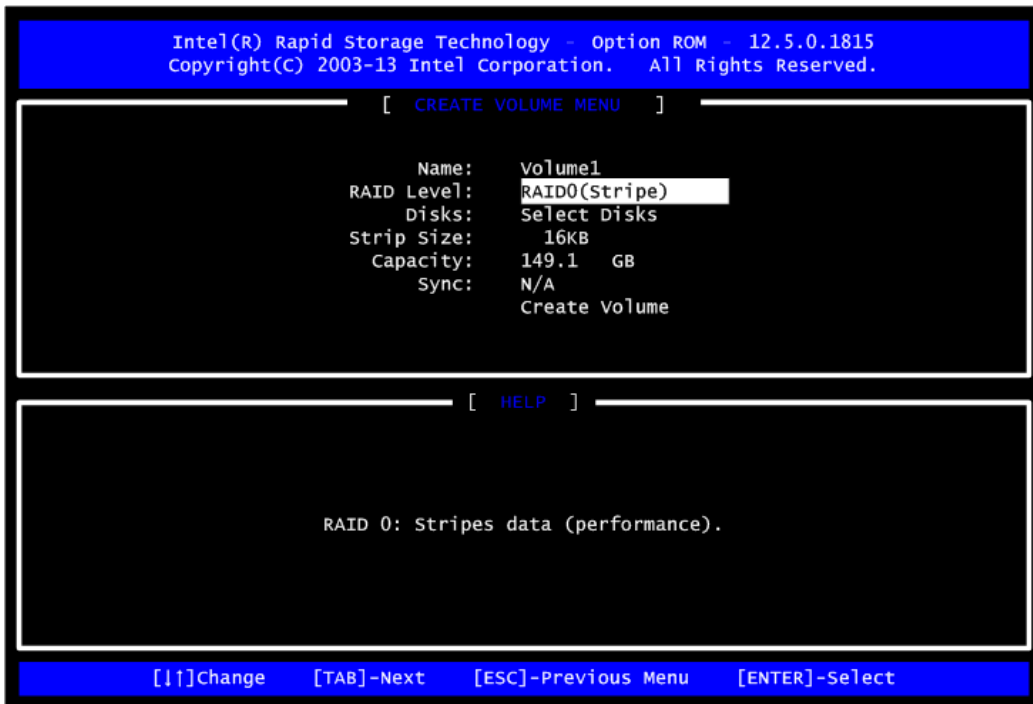 Intel(R) Rapid Storage Technology - Option ROM - 12.5.0.1815
Copyright(C) 2003-13 Intel Corporation. All Rights Reserved.
[ CREATE VOLUME MENU ]
Name: Volume1
RAID Level: RAID0(Stripe)
Disks: Select Disks
Strip Size: 16KB
Capacity: 149.1 GB
Sync: N/A
Create Volume
[ HELP ]
RAID 0: Stripes data (performance).
[↓↑]Change [TAB]-Next [ESC]-Previous Menu [ENTER]-Select